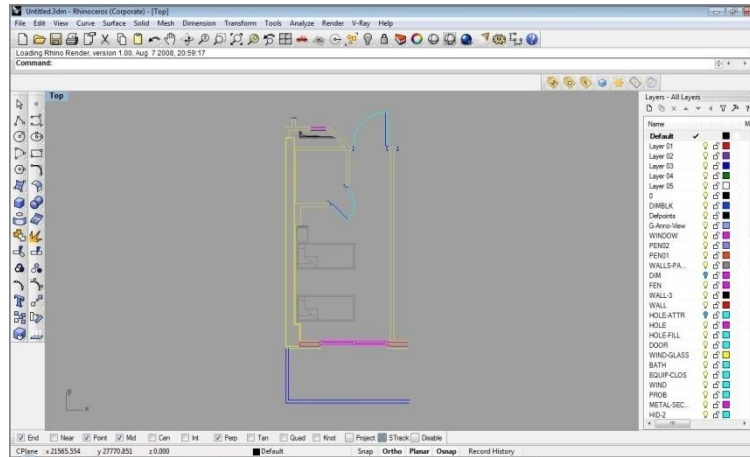 Untitled.3dm - Rhinoceros (Corporate) - [Top]
File Edit View Curve Surface Solid Mesh Dimension Transform Tools Analyze Render V-Ray Help
Loading Rhino Render, version 1.00, Aug 7 2008, 20:59:17
Command:
Top
Layers - All Layers
Name M
Default
Layer 01
Layer 02
Layer 03
Layer 04
Layer 05
0
DIMBLK
Defpoints
G-Anno-View
WINDOW
PEN02
PEN01
WALLS-PA...
DIM
FEN
WALL-3
WALL
HOLE-ATTR
HOLE
HOLE-FILL
DOOR
WIND-GLASS
BATH
EQUIP-CLOS
WIND
PROB
METAL-SEC...
HID-2
y
x
End Near Point Mid Cen Int Perp Tan Quad Knot Project STrack Disable
CPlane x 21565.554 y 27770.851 z 0.000 Default Snap Ortho Planar Osnap Record History